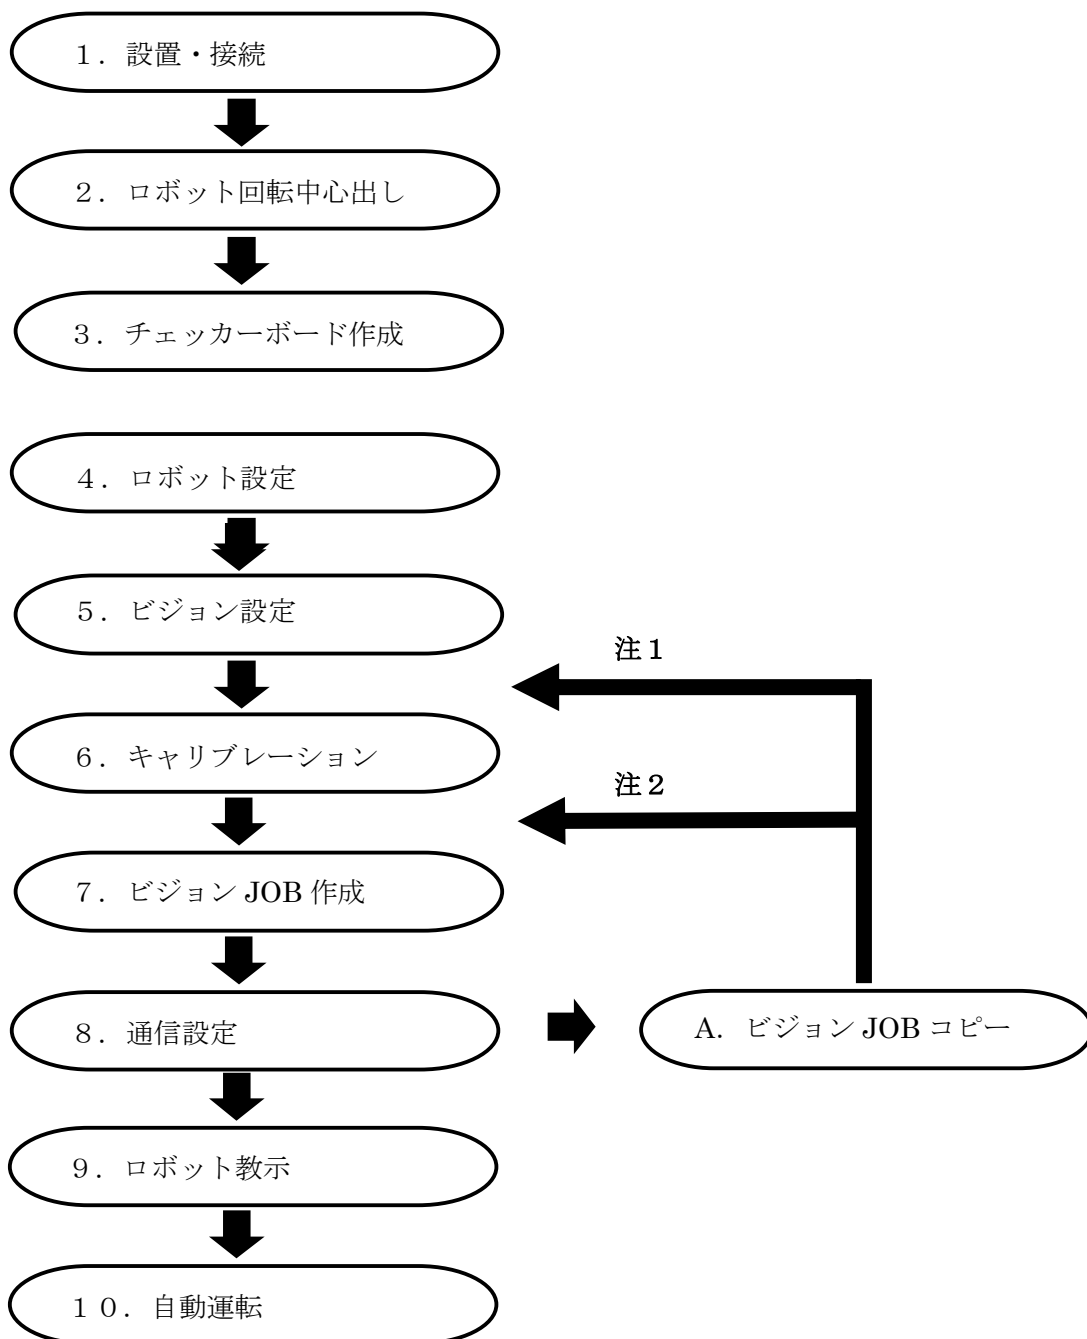 １．設置・接続
２．ロボット回転中心出し
３．チェッカーボード作成
４．ロボット設定
５．ビジョン設定
注１
６．キャリブレーション
注２
７．ビジョン JOB 作成
８．通信設定
A．ビジョン JOB コピー
９．ロボット教示
１０．自動運転